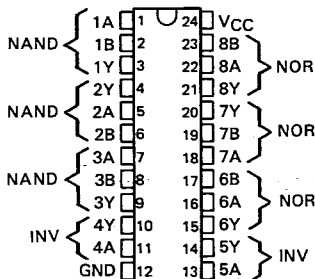 1A 1 24 VCC
NAND 1B 2 23 8B
1Y 3 22 8A NOR
2Y 4 21 8Y
NAND 2A 5 20 7Y
2B 6 19 7B NOR
3A 7 18 7A
NAND 3B 8 17 6B
3Y 9 16 6A NOR
4Y 10 15 6Y
INV 4A 11 14 5Y INV
GND 12 13 5A